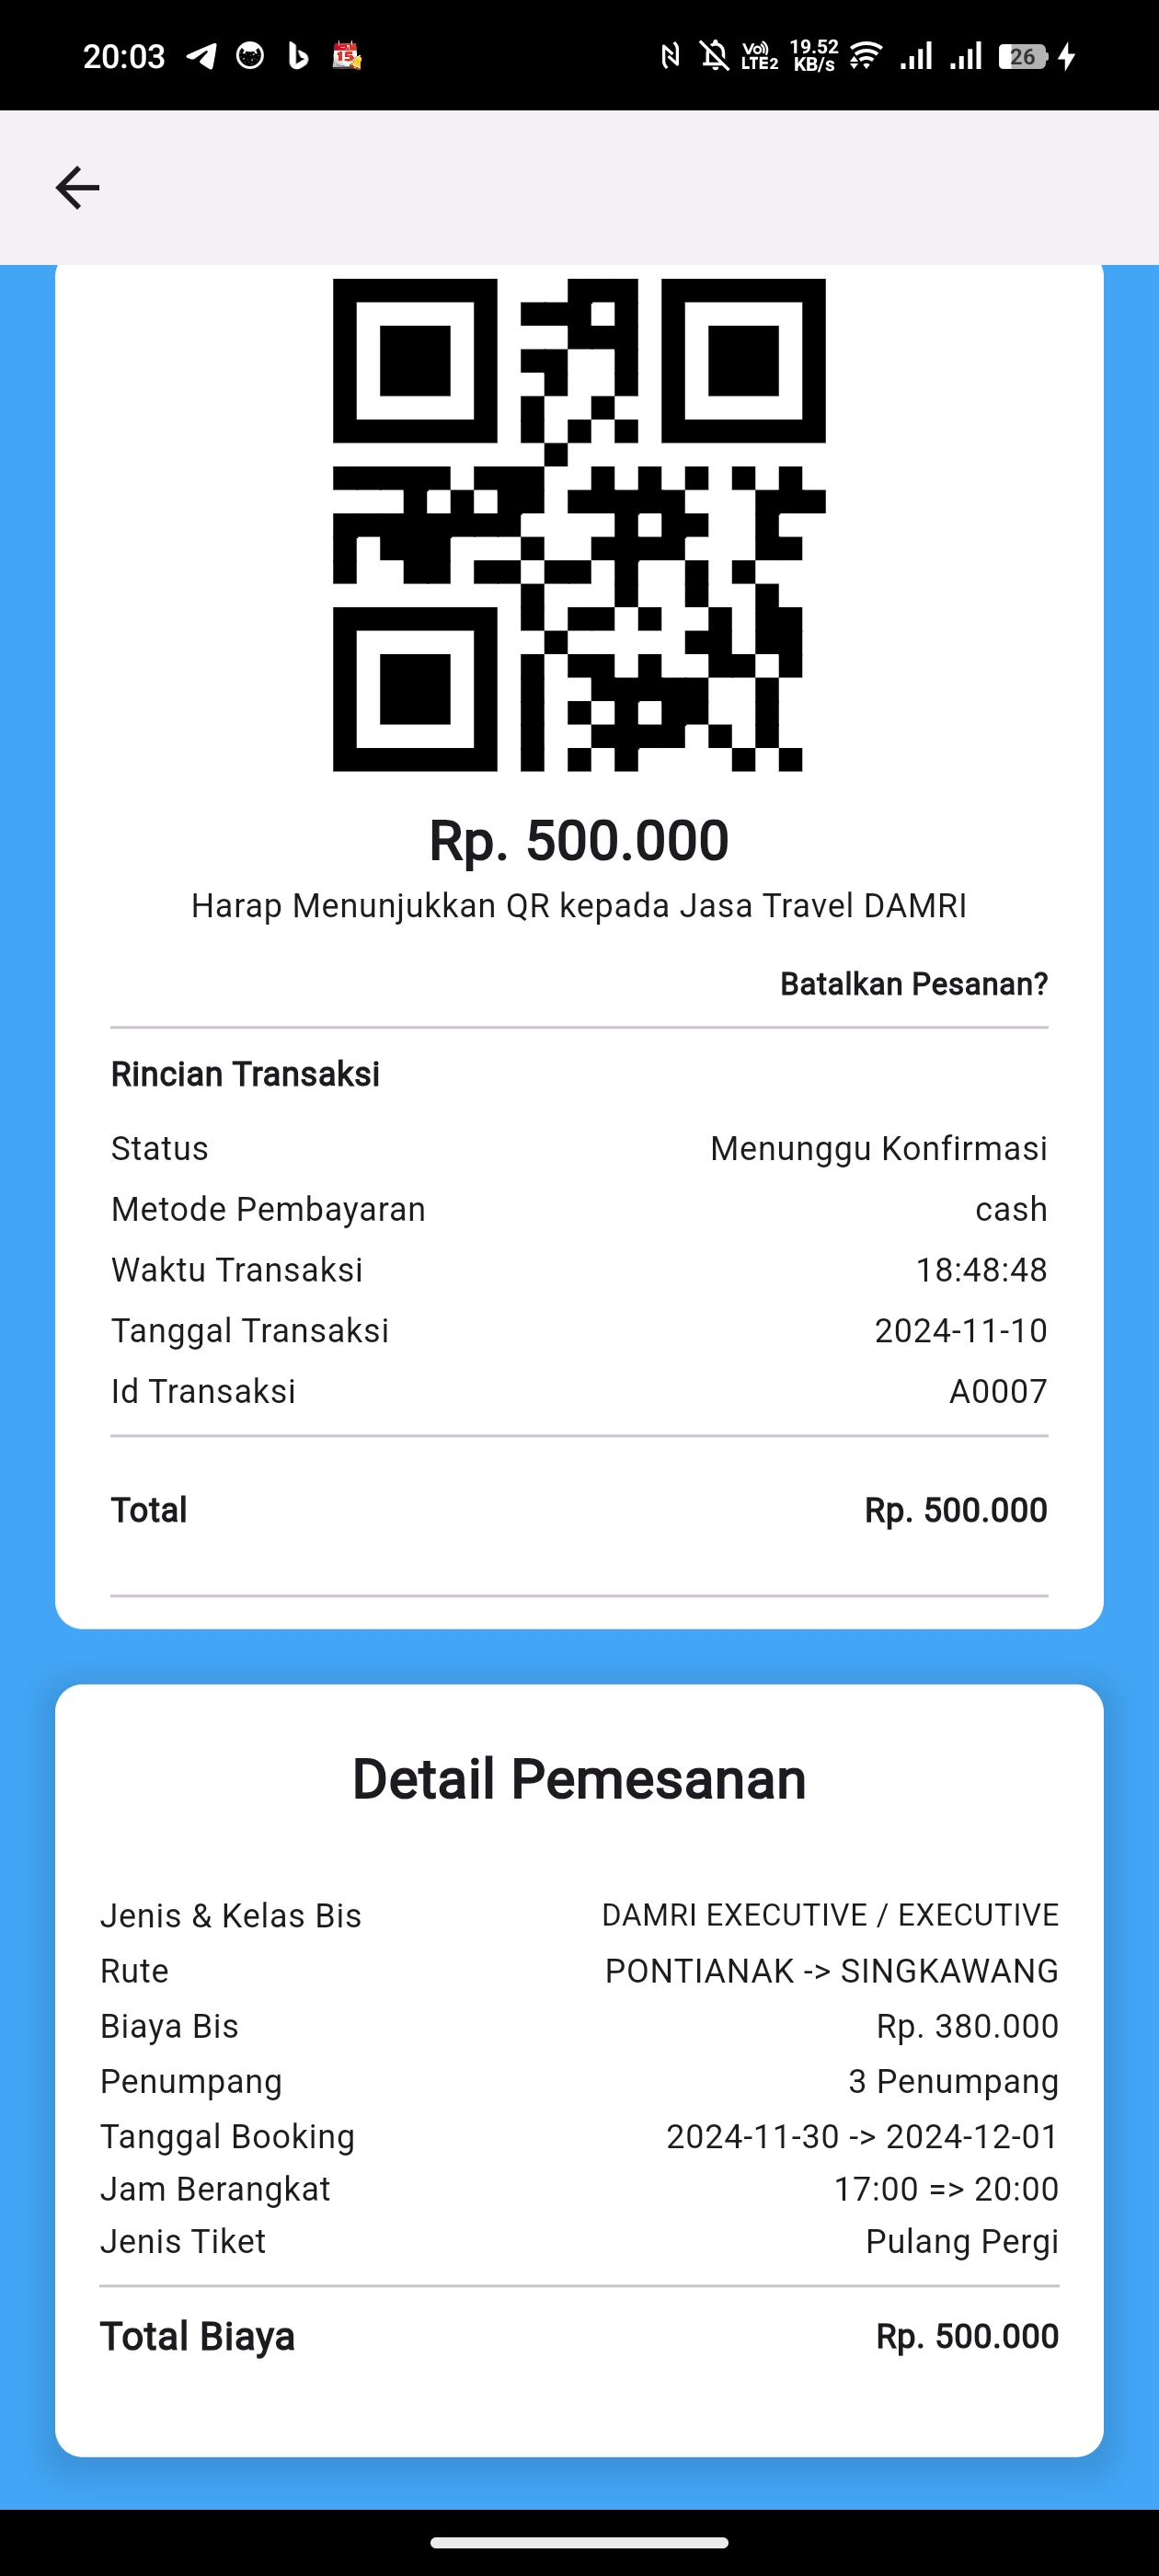 20:03
Vo) LTE2
19.52 KB/s
26
Rp. 500.000
Harap Menunjukkan QR kepada Jasa Travel DAMRI
Batalkan Pesanan?
Rincian Transaksi
Status Menunggu Konfirmasi
Metode Pembayaran cash
Waktu Transaksi 18:48:48
Tanggal Transaksi 2024-11-10
Id Transaksi A0007
Total Rp. 500.000
Detail Pemesanan
Jenis & Kelas Bis DAMRI EXECUTIVE / EXECUTIVE
Rute PONTIANAK -> SINGKAWANG
Biaya Bis Rp. 380.000
Penumpang 3 Penumpang
Tanggal Booking 2024-11-30 -> 2024-12-01
Jam Berangkat 17:00 => 20:00
Jenis Tiket Pulang Pergi
Total Biaya Rp. 500.000